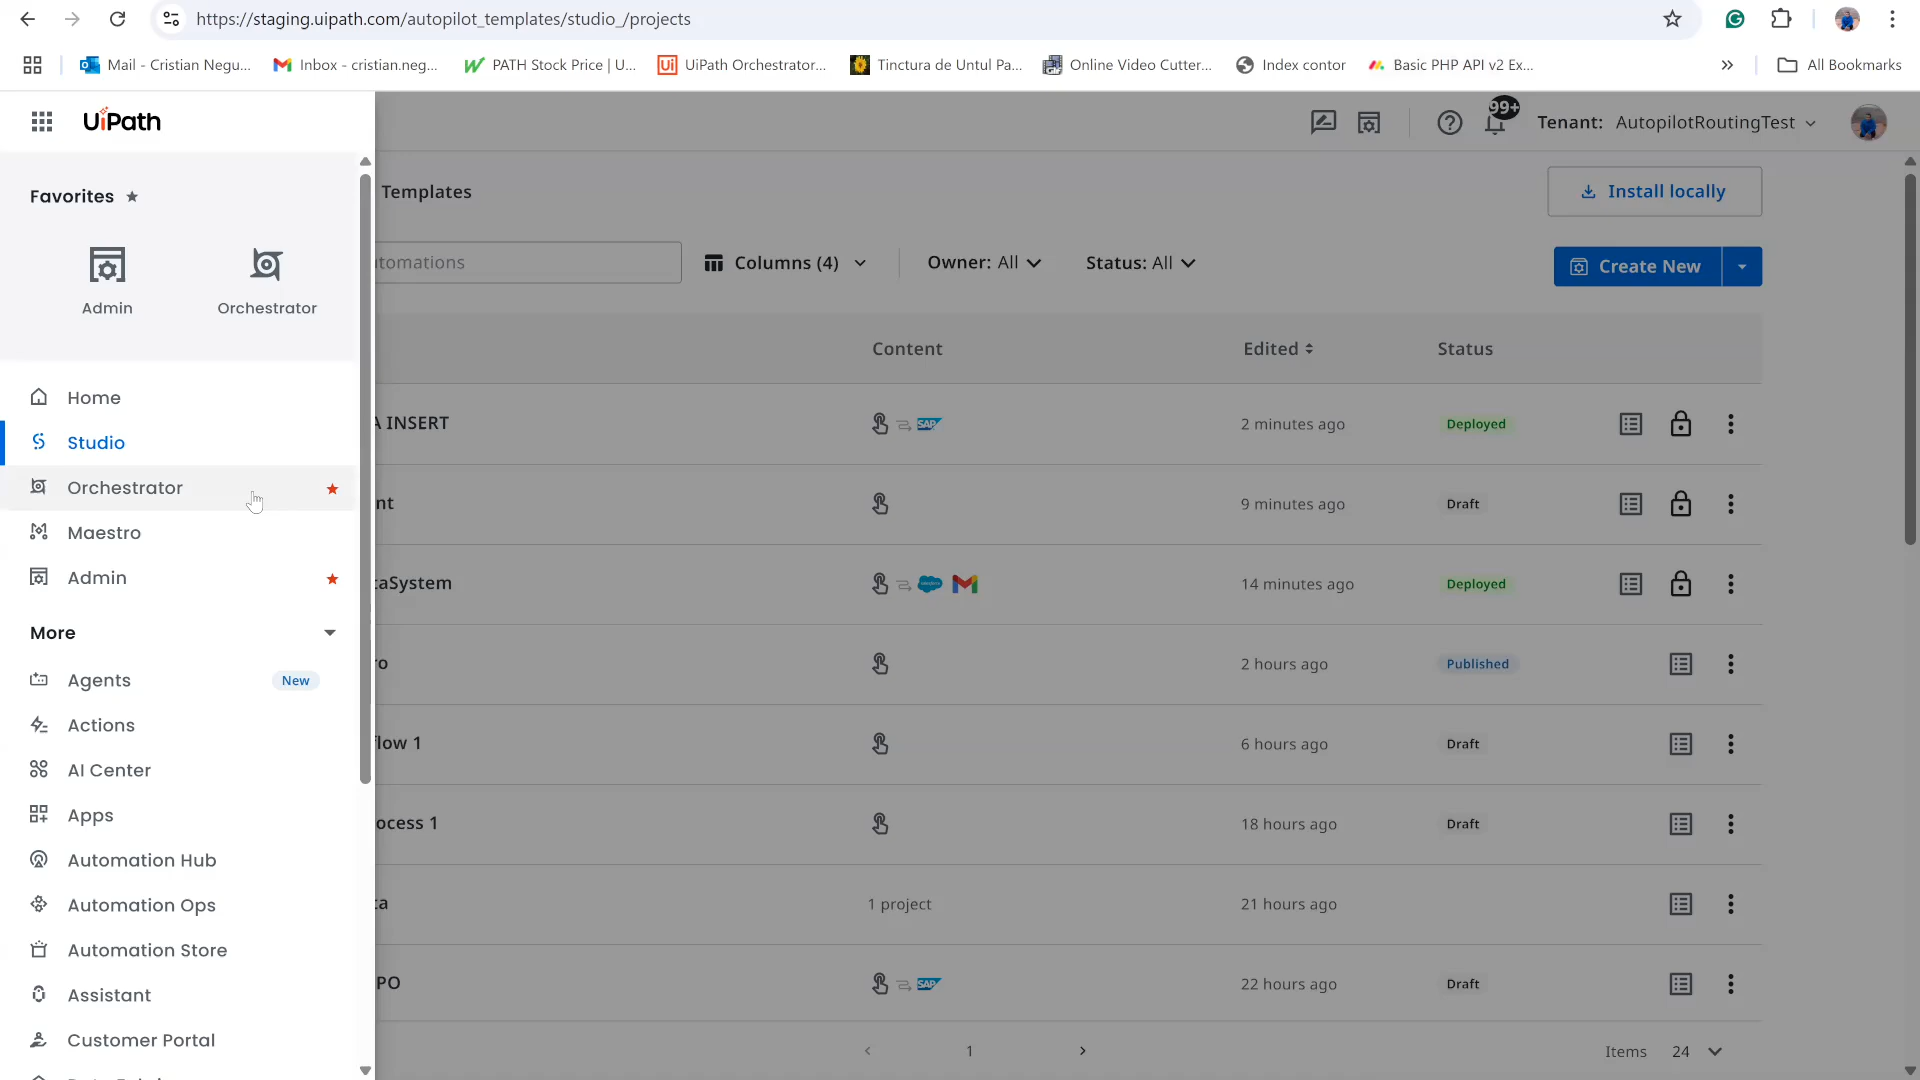 https://staging.uipath.com/autopilot_templates/studio_/projects
Mail - Cristian Negu...
Inbox - cristian.neg...
PATH Stock Price | U...
UiPath Orchestrator...
Tinctura de Untul Pa...
Online Video Cutter...
Index contor
Basic PHP API v2 Ex...
All Bookmarks
UiPath
99+
Tenant: AutopilotRoutingTest
Favorites
Admin
Orchestrator
Home
Studio
Orchestrator
Maestro
Admin
More
Agents New
Actions
AI Center
Apps
Automation Hub
Automation Ops
Automation Store
Assistant
Customer Portal
Templates
Install locally
tomations
Columns (4)
Owner: All
Status: All
Create New
Content Edited Status
A INSERT SAP 2 minutes ago Deployed
nt 9 minutes ago Draft
taSystem 14 minutes ago Deployed
ro 2 hours ago Published
flow 1 6 hours ago Draft
ocess 1 18 hours ago Draft
ta 1 project 21 hours ago
PO SAP 22 hours ago Draft
1
Items 24